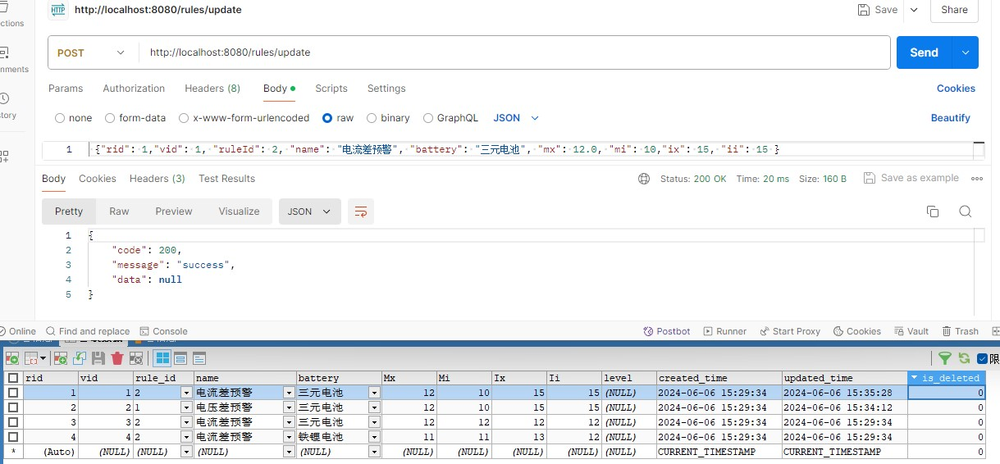 HTTP http://localhost:8080/rules/update Save Share
ctions
POST http://localhost:8080/rules/update Send
nments
Params Authorization Headers (8) Body Scripts Settings Cookies
story
none form-data x-www-form-urlencoded raw binary GraphQL JSON Beautify
1 {"rid": 1,"vid": 1, "ruleId": 2, "name": "电流差预警", "battery": "三元电池", "mx": 12.0, "mi": 10,"ix": 15, "ii": 15 }
Body Cookies Headers (3) Test Results Status: 200 OK Time: 20 ms Size: 160 B Save as example
Pretty Raw Preview Visualize JSON
1 {
2 "code": 200,
3 "message": "success",
4 "data": null
5 }
Online Find and replace Console Postbot Runner Start Proxy Cookies Vault Trash
限
rid vid rule_id name battery Mx Mi Ix Ii level created_time updated_time is_deleted
1 1 2 电流差预警 三元电池 12 10 15 15 (NULL) 2024-06-06 15:29:34 2024-06-06 15:35:28 0
2 2 1 电压差预警 三元电池 12 10 15 15 (NULL) 2024-06-06 15:29:34 2024-06-06 15:34:12 0
3 3 2 电流差预警 三元电池 12 12 12 12 (NULL) 2024-06-06 15:29:34 2024-06-06 15:29:34 0
4 4 2 电流差预警 铁锂电池 11 11 13 12 (NULL) 2024-06-06 15:29:34 2024-06-06 15:29:34 0
* (Auto) (NULL) (NULL) (NULL) (NULL) (NULL) (NULL) (NULL) (NULL) (NULL) CURRENT_TIMESTAMP CURRENT_TIMESTAMP 0